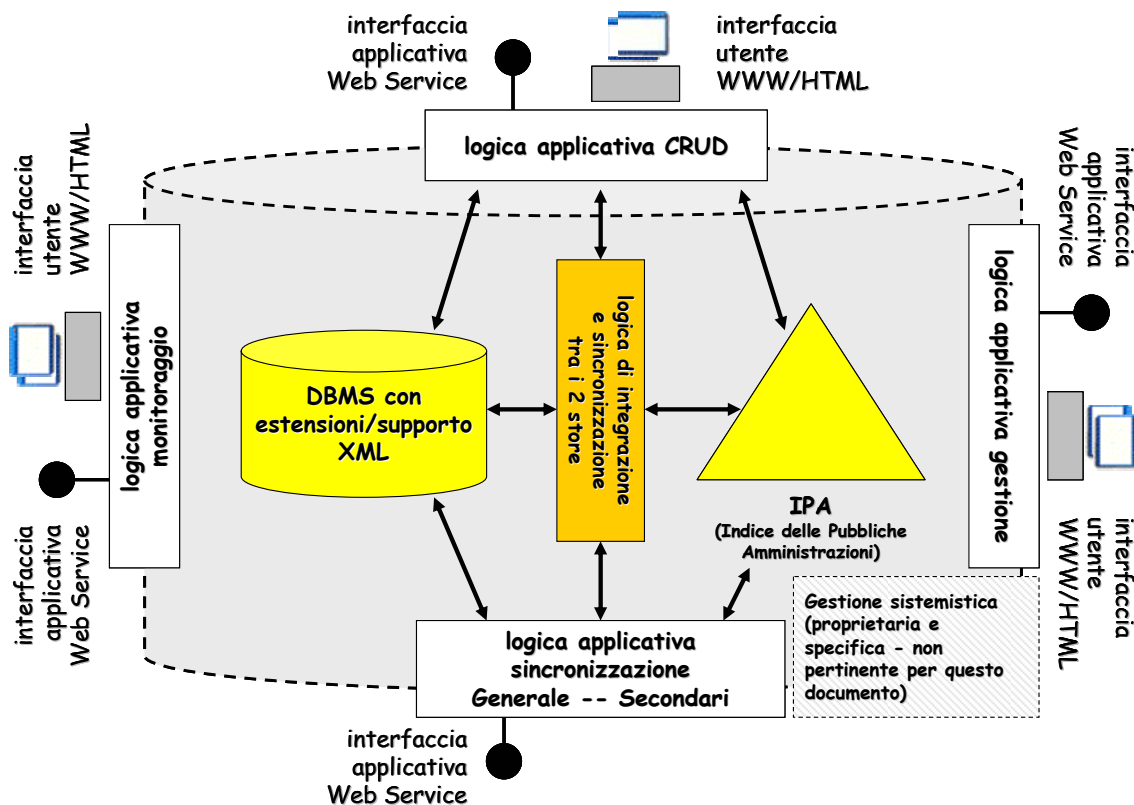 interfaccia
applicativa
Web Service
interfaccia
utente
WWW/HTML
logica applicativa CRUD
interfaccia
utente
WWW/HTML
logica applicativa
monitoraggio
interfaccia
applicativa
Web Service
DBMS con
estensioni/supporto
XML
logica di integrazione
e sincronizzazione
tra i 2 store
IPA
(Indice delle Pubbliche
Amministrazioni)
interfaccia
applicativa
Web Service
logica applicativa gestione
interfaccia
utente
WWW/HTML
Gestione sistemistica
(proprietaria e
specifica - non
pertinente per questo
documento)
logica applicativa
sincronizzazione
Generale -- Secondari
interfaccia
applicativa
Web Service